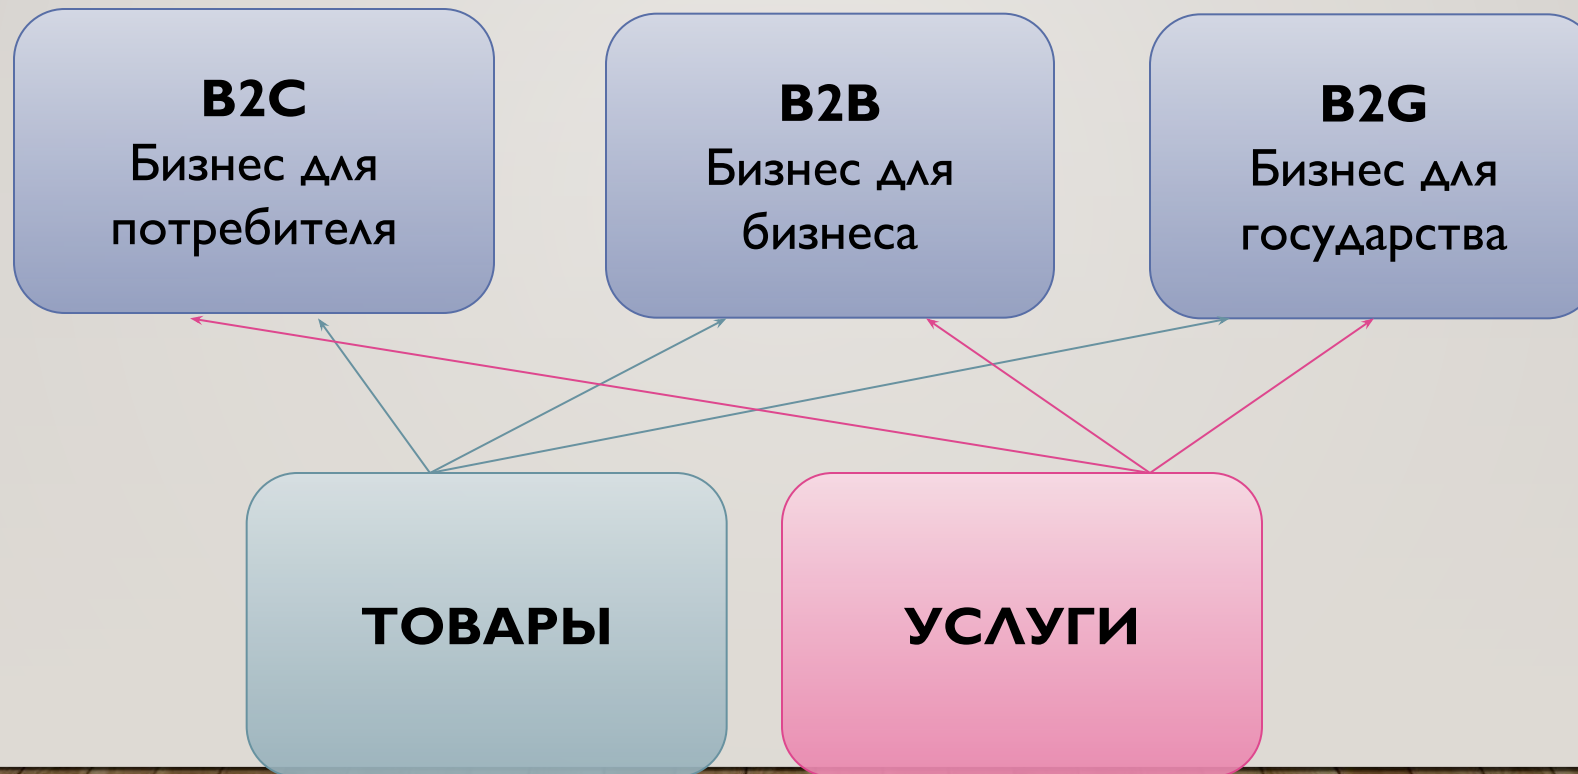 B2C
Бизнес для
потребителя
B2B
Бизнес для
бизнеса
B2G
Бизнес для
государства
ТОВАРЫ
УСЛУГИ